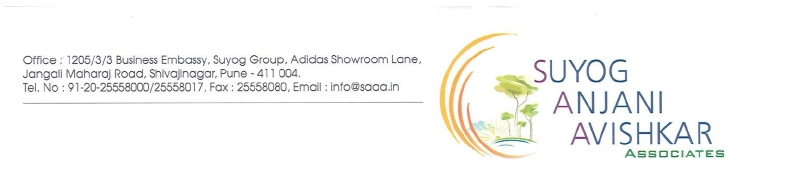 Office : 1205/3/3 Business Embassy, Suyog Group, Adidas Showroom Lane,
Jangali Maharaj Road, Shivajinagar, Pune - 411 004.
Tel. No : 91-20-25558000/25558017, Fax : 25558080, Email : info@saaa.in
SUYOG
ANJANI
AVISHKAR
ASSOCIATES